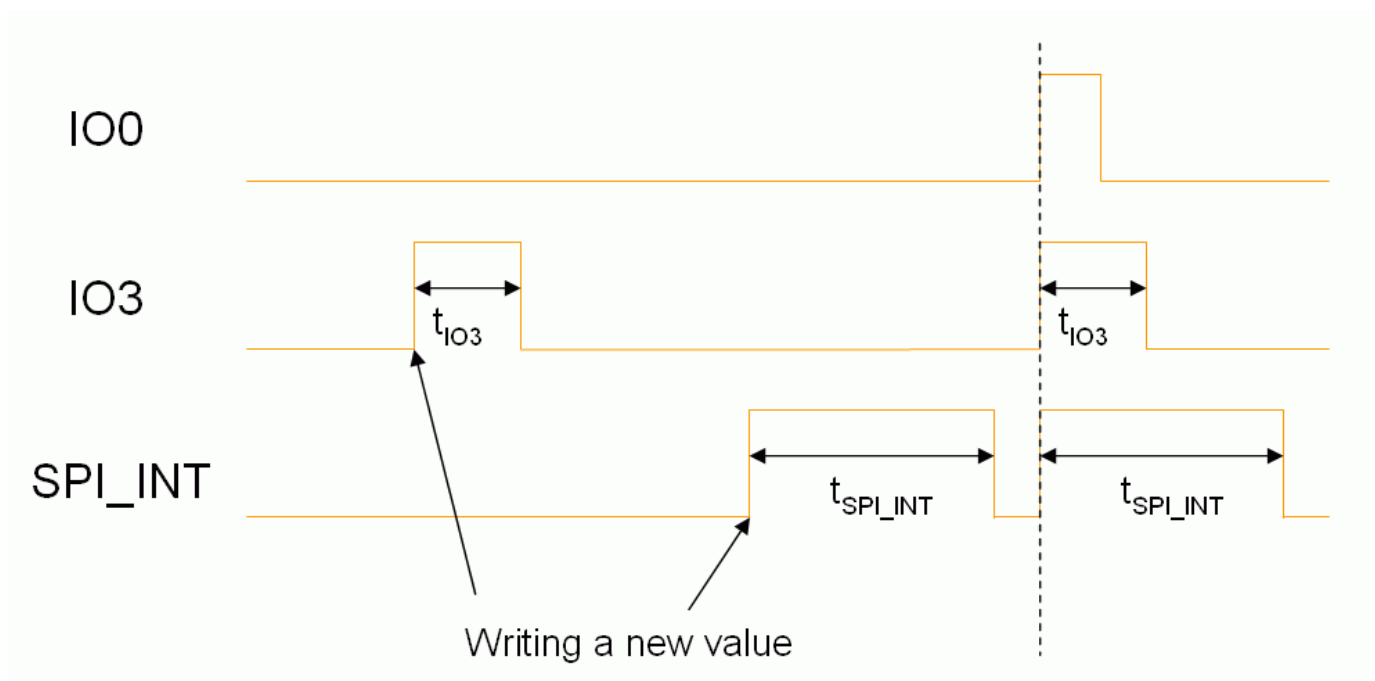 IO0
IO3
tIO3
tIO3
SPI_INT
tSPI_INT
tSPI_INT
Writing a new value